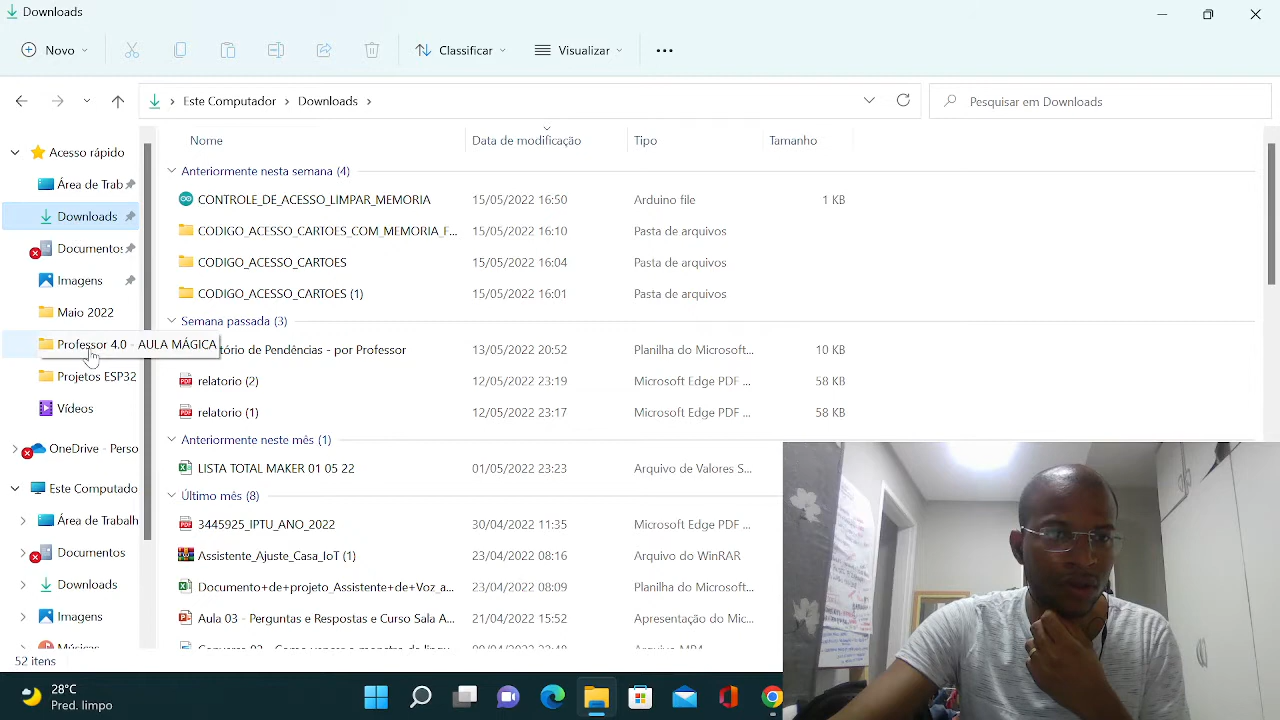 Downloads
Novo
Classificar
Visualizar
Este Computador > Downloads >
Pesquisar em Downloads
Acesso rápido
Área de Trab
Downloads
Documentos
Imagens
Maio 2022
Professor 4.0 - AULA MÁGICA
Projetos ESP32
Vídeos
OneDrive - Perso
Este Computado
Área de Trabalh
Documentos
Downloads
Imagens
Nome Data de modificação Tipo Tamanho
Anteriormente nesta semana (4)
CONTROLE_DE_ACESSO_LIMPAR_MEMORIA 15/05/2022 16:50 Arduino file 1 KB
CODIGO_ACESSO_CARTOES_COM_MEMORIA_F... 15/05/2022 16:10 Pasta de arquivos
CODIGO_ACESSO_CARTOES 15/05/2022 16:04 Pasta de arquivos
CODIGO_ACESSO_CARTOES (1) 15/05/2022 16:01 Pasta de arquivos
Semana passada (3)
tório de Pendências - por Professor 13/05/2022 20:52 Planilha do Microsoft... 10 KB
relatorio (2) 12/05/2022 23:19 Microsoft Edge PDF ... 58 KB
relatorio (1) 12/05/2022 23:17 Microsoft Edge PDF ... 58 KB
Anteriormente neste mês (1)
LISTA TOTAL MAKER 01 05 22 01/05/2022 23:23 Arquivo de Valores S...
Último mês (8)
3445925_IPTU_ANO_2022 30/04/2022 11:35 Microsoft Edge PDF ...
Assistente_Ajuste_Casa_IoT (1) 23/04/2022 08:16 Arquivo do WinRAR
Documento+de+projeto_Assistente+de+Voz_a... 23/04/2022 08:09 Planilha do Microsoft...
Aula 03 - Perguntas e Respostas e Curso Sala A... 21/04/2022 15:52 Apresentação do Mic...
52 itens
28°C
Pred limpo